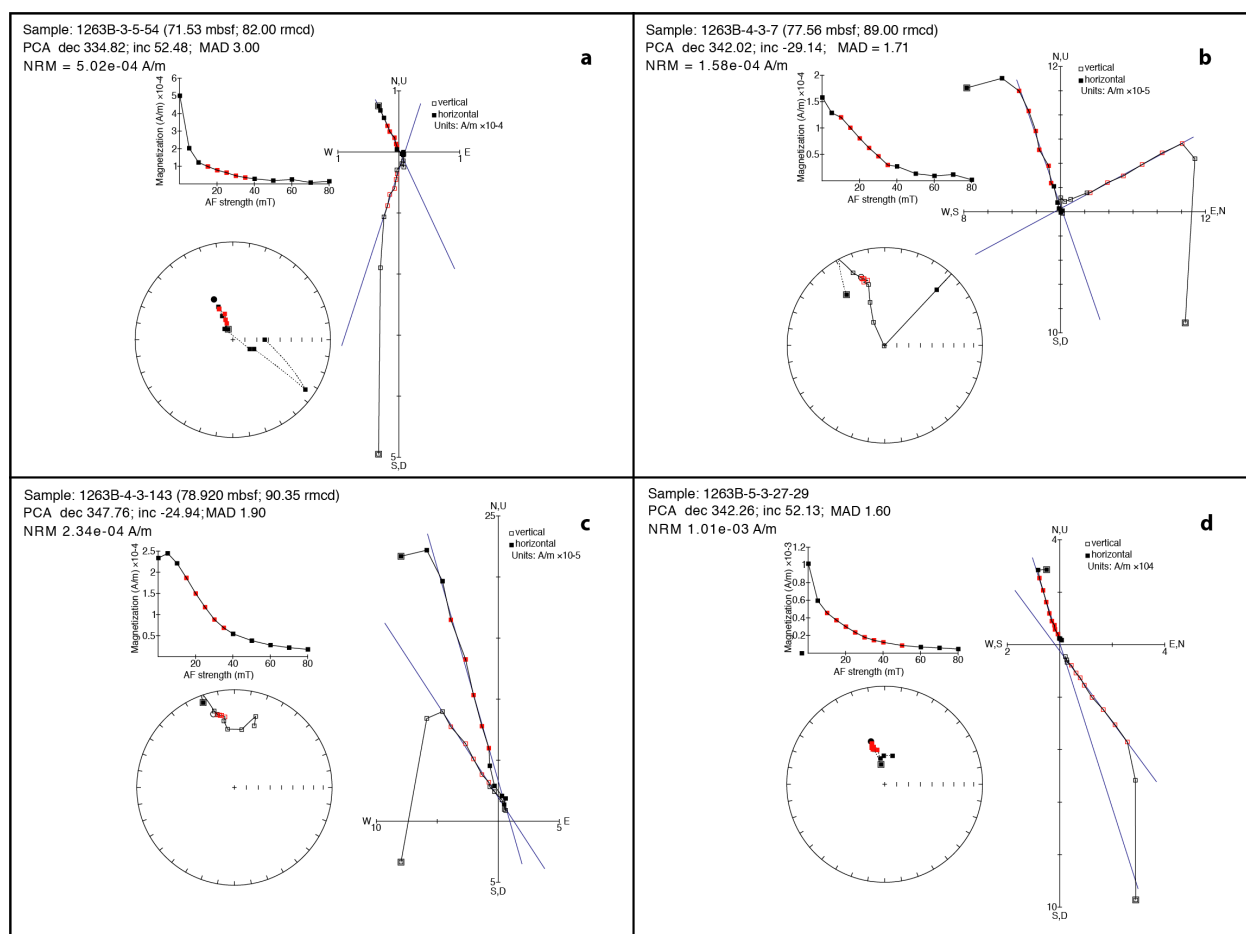 Sample: 1263B-3-5-54 (71.53 mbsf; 82.00 rmcd)
PCA dec 334.82; inc 52.48; MAD 3.00
NRM = 5.02e-04 A/m
a
Magnetization (A/m) ×10-4
6
5
4
2
1
20 40 60 80
AF strength (mT)
N,U
1
□vertical
■horizontal
Units: A/m ×10-4
W
E
1
1
5
S,D
Sample: 1263B-4-3-7 (77.56 mbsf; 89.00 rmcd)
PCA dec 342.02; inc -29.14; MAD = 1.71
NRM = 1.58e-04 A/m
b
Magnetization (A/m) ×10-4
2
1.5
1
0.5
20 40 60 80
AF strength (mT)
N,U
12
□vertical
■horizontal
Units: A/m ×10-5
W,S
E,N
8
12
10
S,D
Sample: 1263B-4-3-143 (78.920 mbsf; 90.35 rmcd)
PCA dec 347.76; inc -24.94; MAD 1.90
NRM 2.34e-04 A/m
c
Magnetization (A/m) ×10-4
2.5
2
1.5
1
0.5
20 40 60 80
AF strength (mT)
N,U
25
□vertical
■horizontal
Units: A/m ×10-5
W
E
10
5
5
S,D
Sample: 1263B-5-3-27-29
PCA dec 342.26; inc 52.13; MAD 1.60
NRM 1.01e-03 A/m
d
Magnetization (A/m) ×10-3
1.2
1
0.8
0.6
0.4
0.2
20 40 60 80
AF strength (mT)
N,U
4
□vertical
■horizontal
Units: A/m ×104
W,S
E,N
2
4
10
S,D